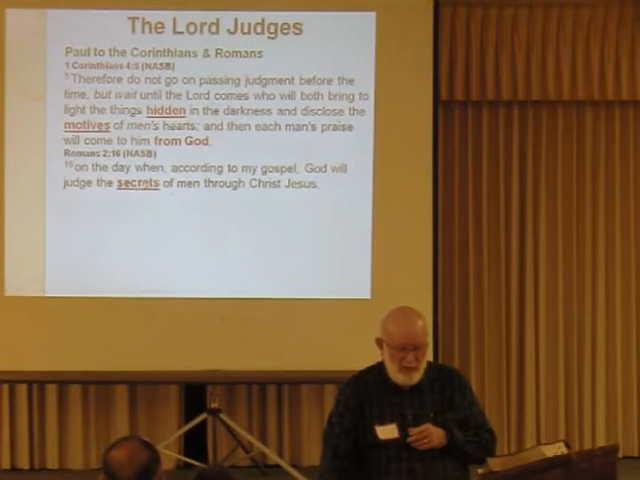 The Lord Judges
Paul to the Corinthians & Romans
1 Corinthians 4:5 (NASB)
5 Therefore do not go on passing judgment before the
time, but wait until the Lord comes who will both bring to
light the things hidden in the darkness and disclose the
motives of men's hearts; and then each man's praise
will come to him from God.
Romans 2:16 (NASB)
16 on the day when, according to my gospel, God will
judge the secrets of men through Christ Jesus.